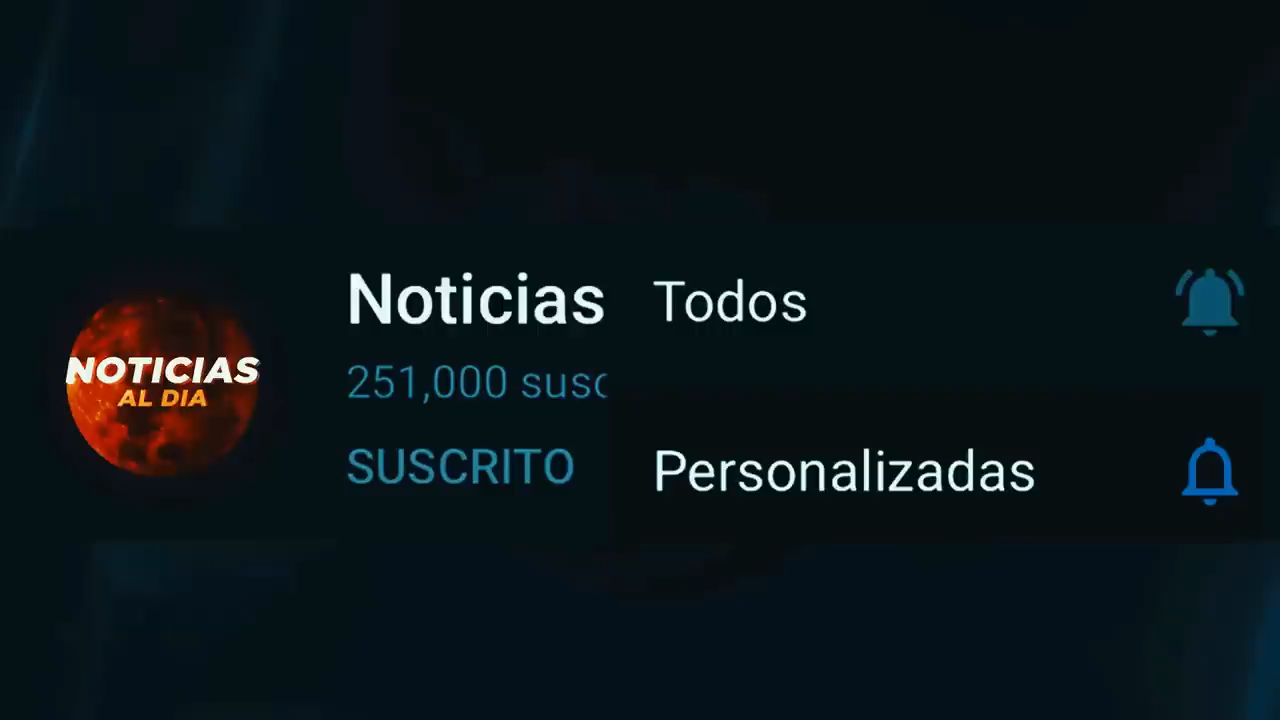 NOTICIAS
AL DIA
Noticias
251,000 susc
SUSCRITO
Todos
Personalizadas